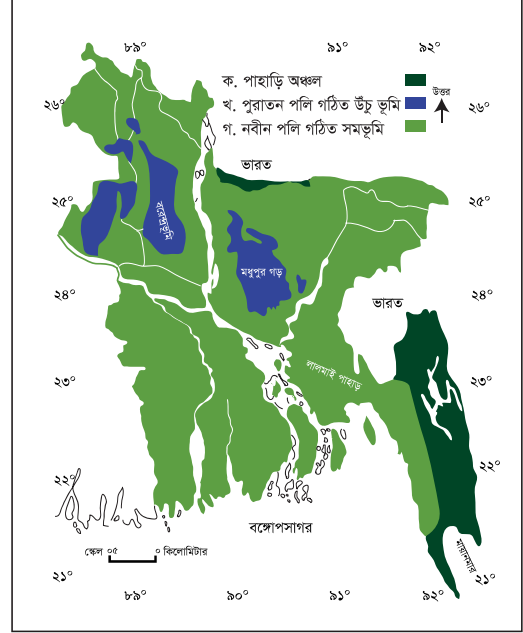 ৮৯° ৯১° ৯২°
ক. পাহাড়ি অঞ্চল
খ. পুরাতন পলি গঠিত উঁচু ভূমি
গ. নবীন পলি গঠিত সমভূমি
উত্তর
২৬° ২৬°
ভারত
২৫° ২৫°
বরেন্দ্রভূমি
মধুপুর গড়
২৪° ২৪°
ভারত
লালমাই পাহাড়
২৩° ২৩°
২২° ২২°
বঙ্গোপসাগর
স্কেল ০৫ ০ কিলোমিটার
মায়ানমার
২১° ২১°
৮৯° ৯০° ৯১° ৯২°